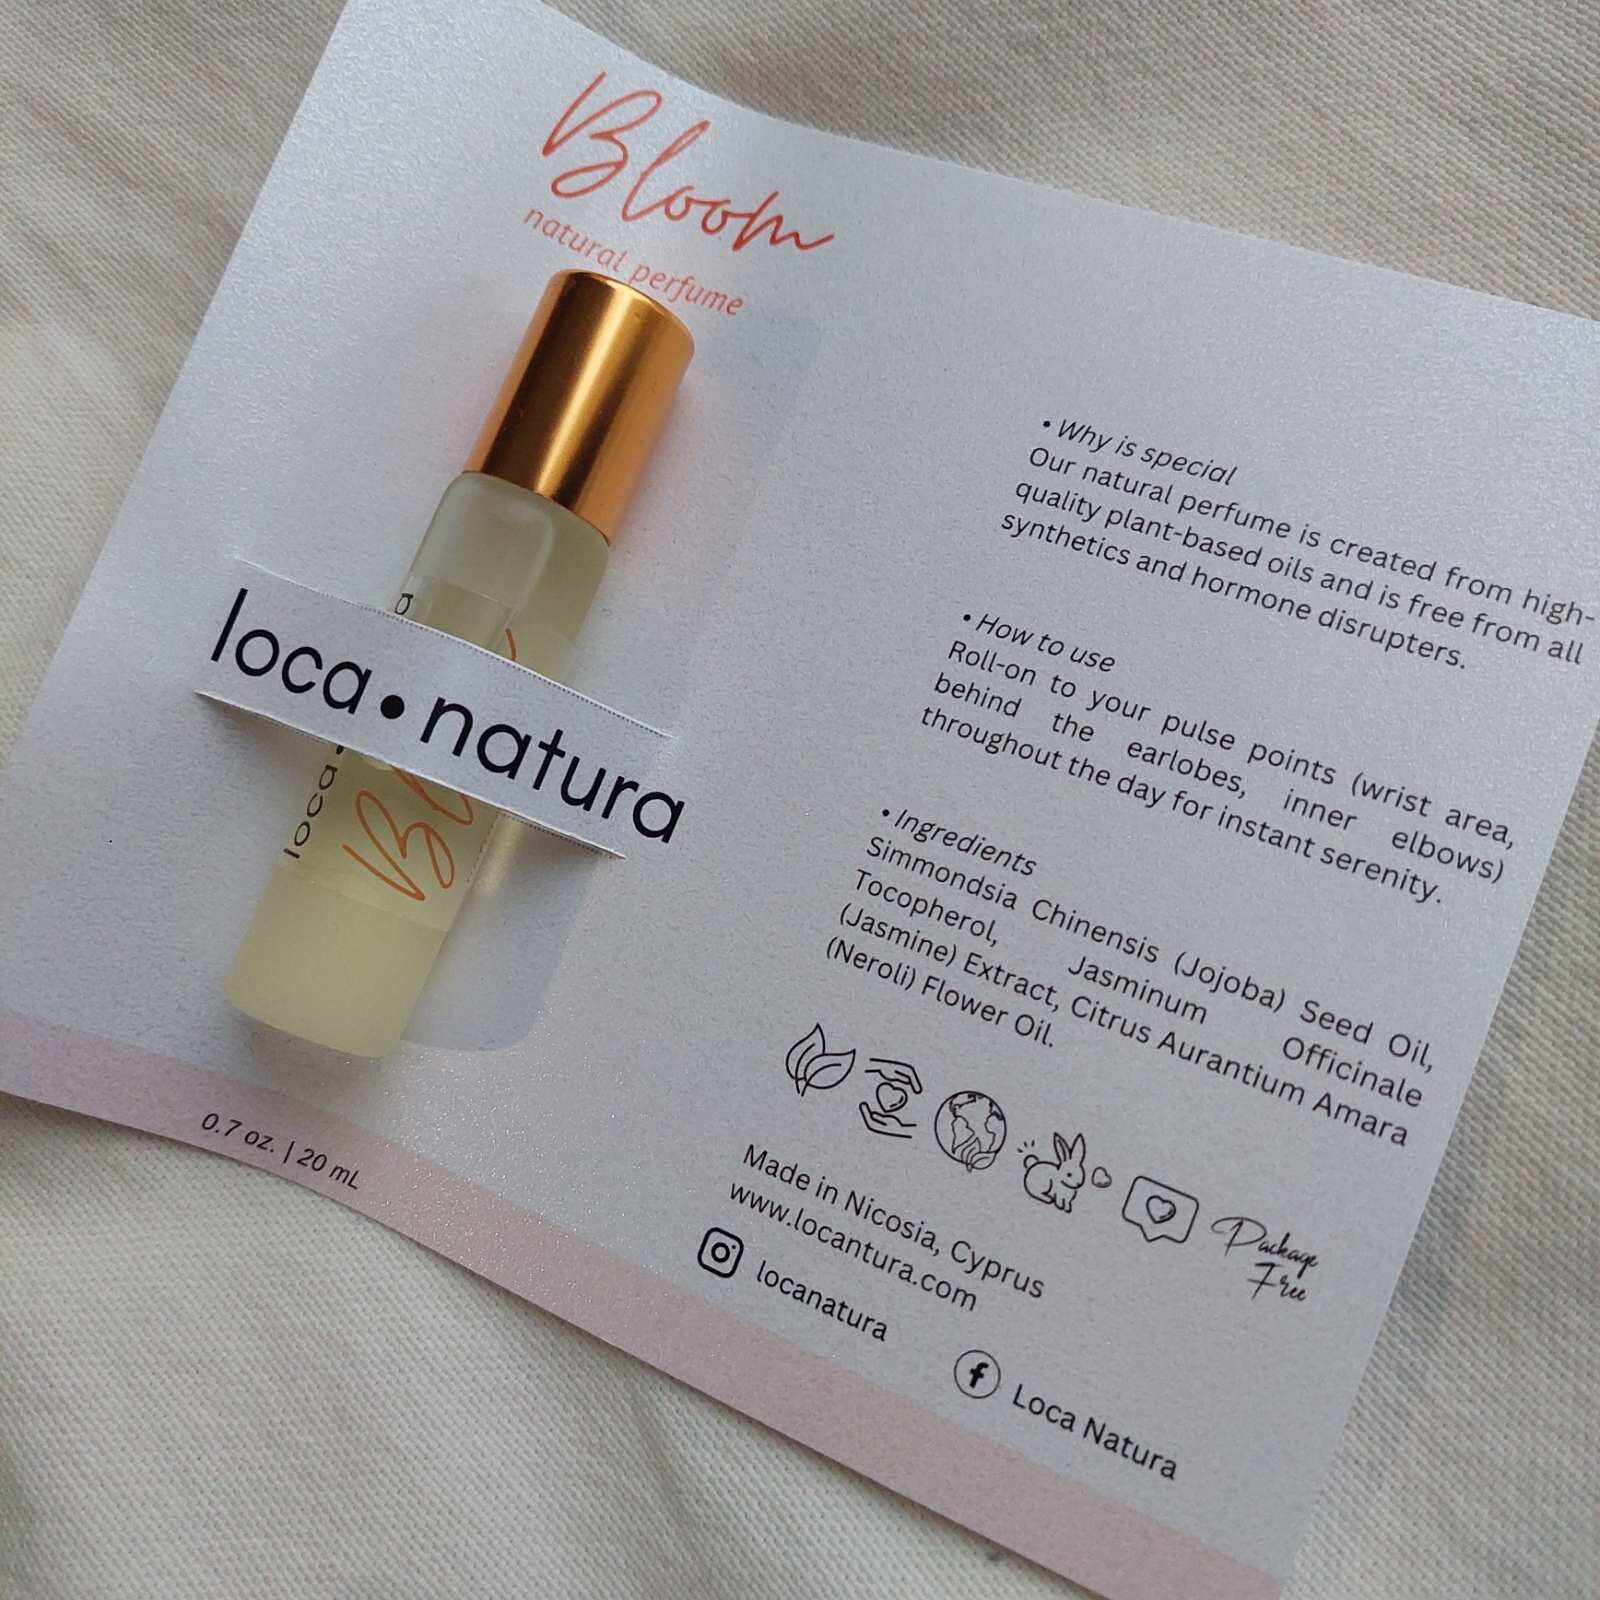 Bloom
natural perfume
loca•natura
loca
Bl
0.7 oz. | 20 mL
• Why is special
Our natural perfume is created from high-
quality plant-based oils and is free from all
synthetics and hormone disrupters.
• How to use
Roll-on to your pulse points (wrist area,
behind the earlobes, inner elbows)
throughout the day for instant serenity.
• Ingredients
Simmondsia Chinensis (Jojoba) Seed Oil,
Tocopherol, Jasminum Officinale
(Jasmine) Extract, Citrus Aurantium Amara
(Neroli) Flower Oil.
Package
Free
Made in Nicosia, Cyprus
www.locantura.com
locanatura
Loca Natura